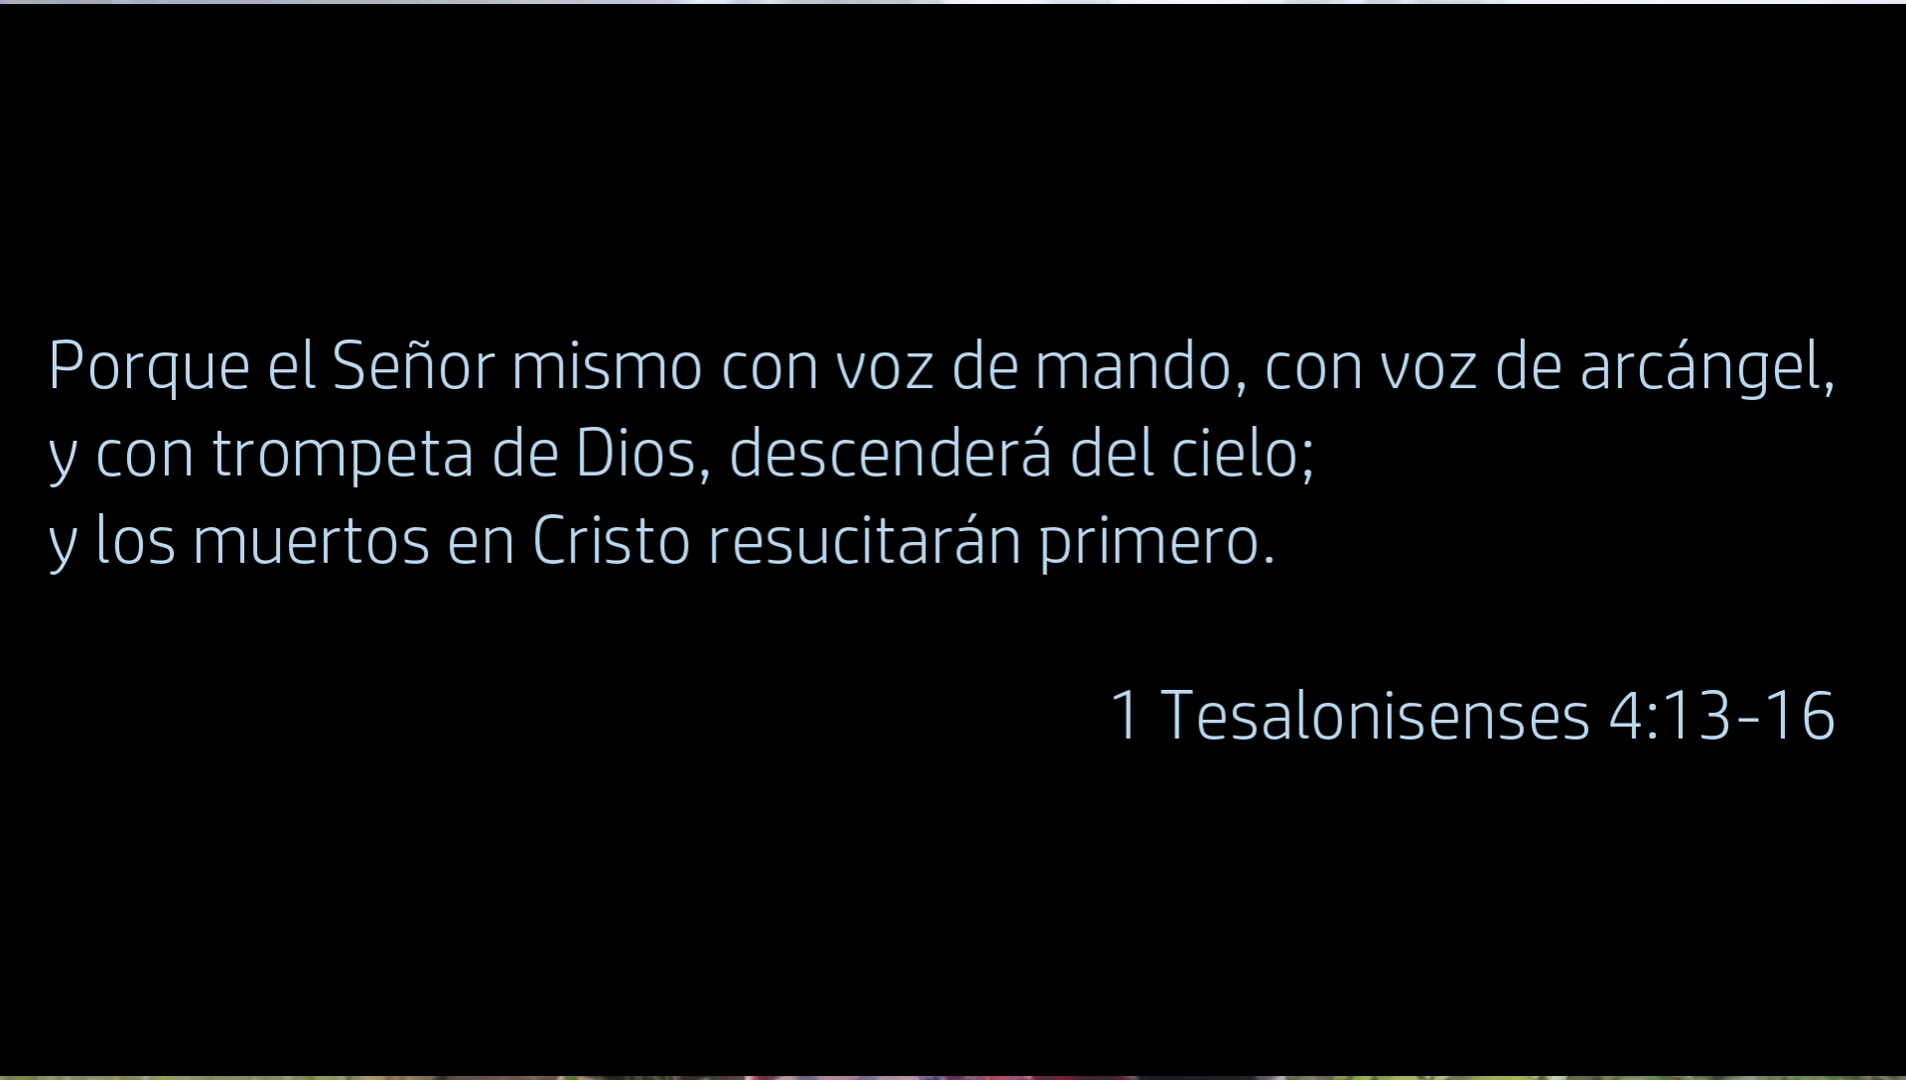 Porque el Señor mismo con voz de mando, con voz de arcángel,
y con trompeta de Dios, descenderá del cielo;
y los muertos en Cristo resucitarán primero.
1 Tesalonisenses 4:13-16